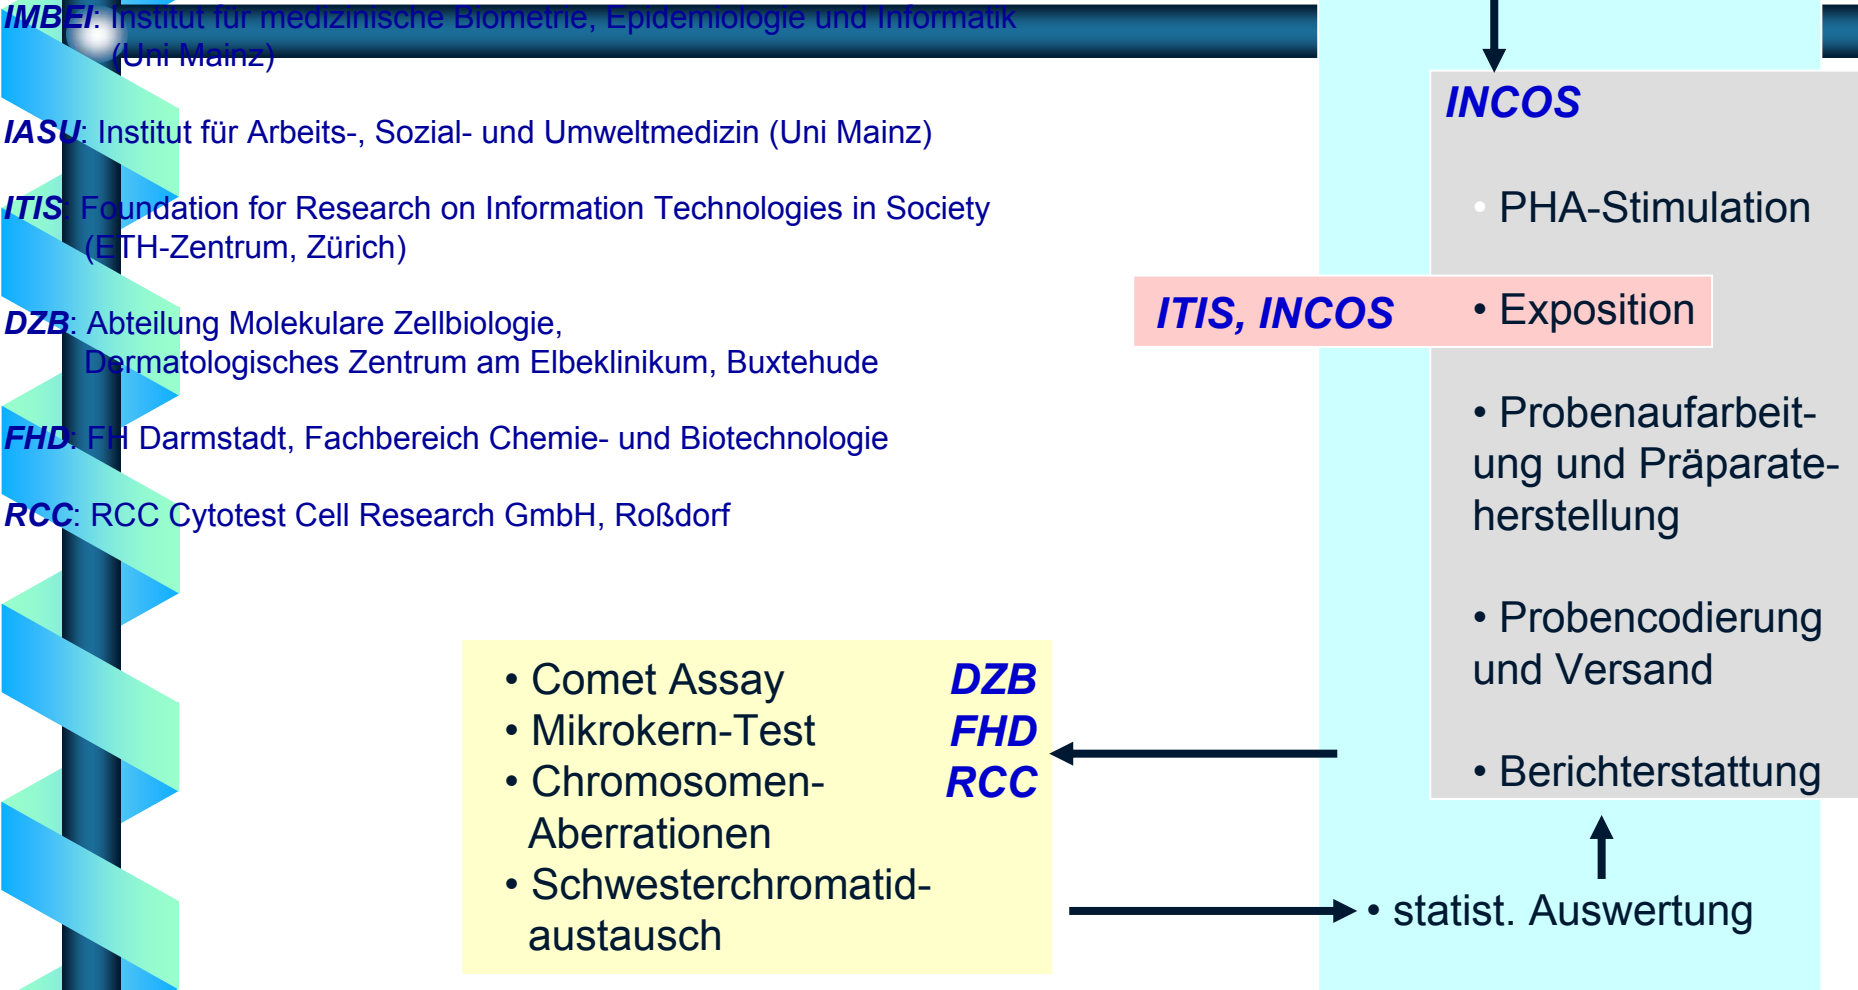 IMBEI: Institut für medizinische Biometrie, Epidemiologie und Informatik
(Uni Mainz)
IASU: Institut für Arbeits-, Sozial- und Umweltmedizin (Uni Mainz)
ITIS: Foundation for Research on Information Technologies in Society
(ETH-Zentrum, Zürich)
DZB: Abteilung Molekulare Zellbiologie,
Dermatologisches Zentrum am Elbeklinikum, Buxtehude
FHD: FH Darmstadt, Fachbereich Chemie- und Biotechnologie
RCC: RCC Cytotest Cell Research GmbH, Roßdorf
INCOS
• PHA-Stimulation
ITIS, INCOS • Exposition
• Probenaufarbeit-
ung und Präparate-
herstellung
• Probencodierung
und Versand
• Berichterstattung
• Comet Assay DZB
• Mikrokern-Test FHD
• Chromosomen- RCC
Aberrationen
• Schwesterchromatid-
austausch
• statist. Auswertung